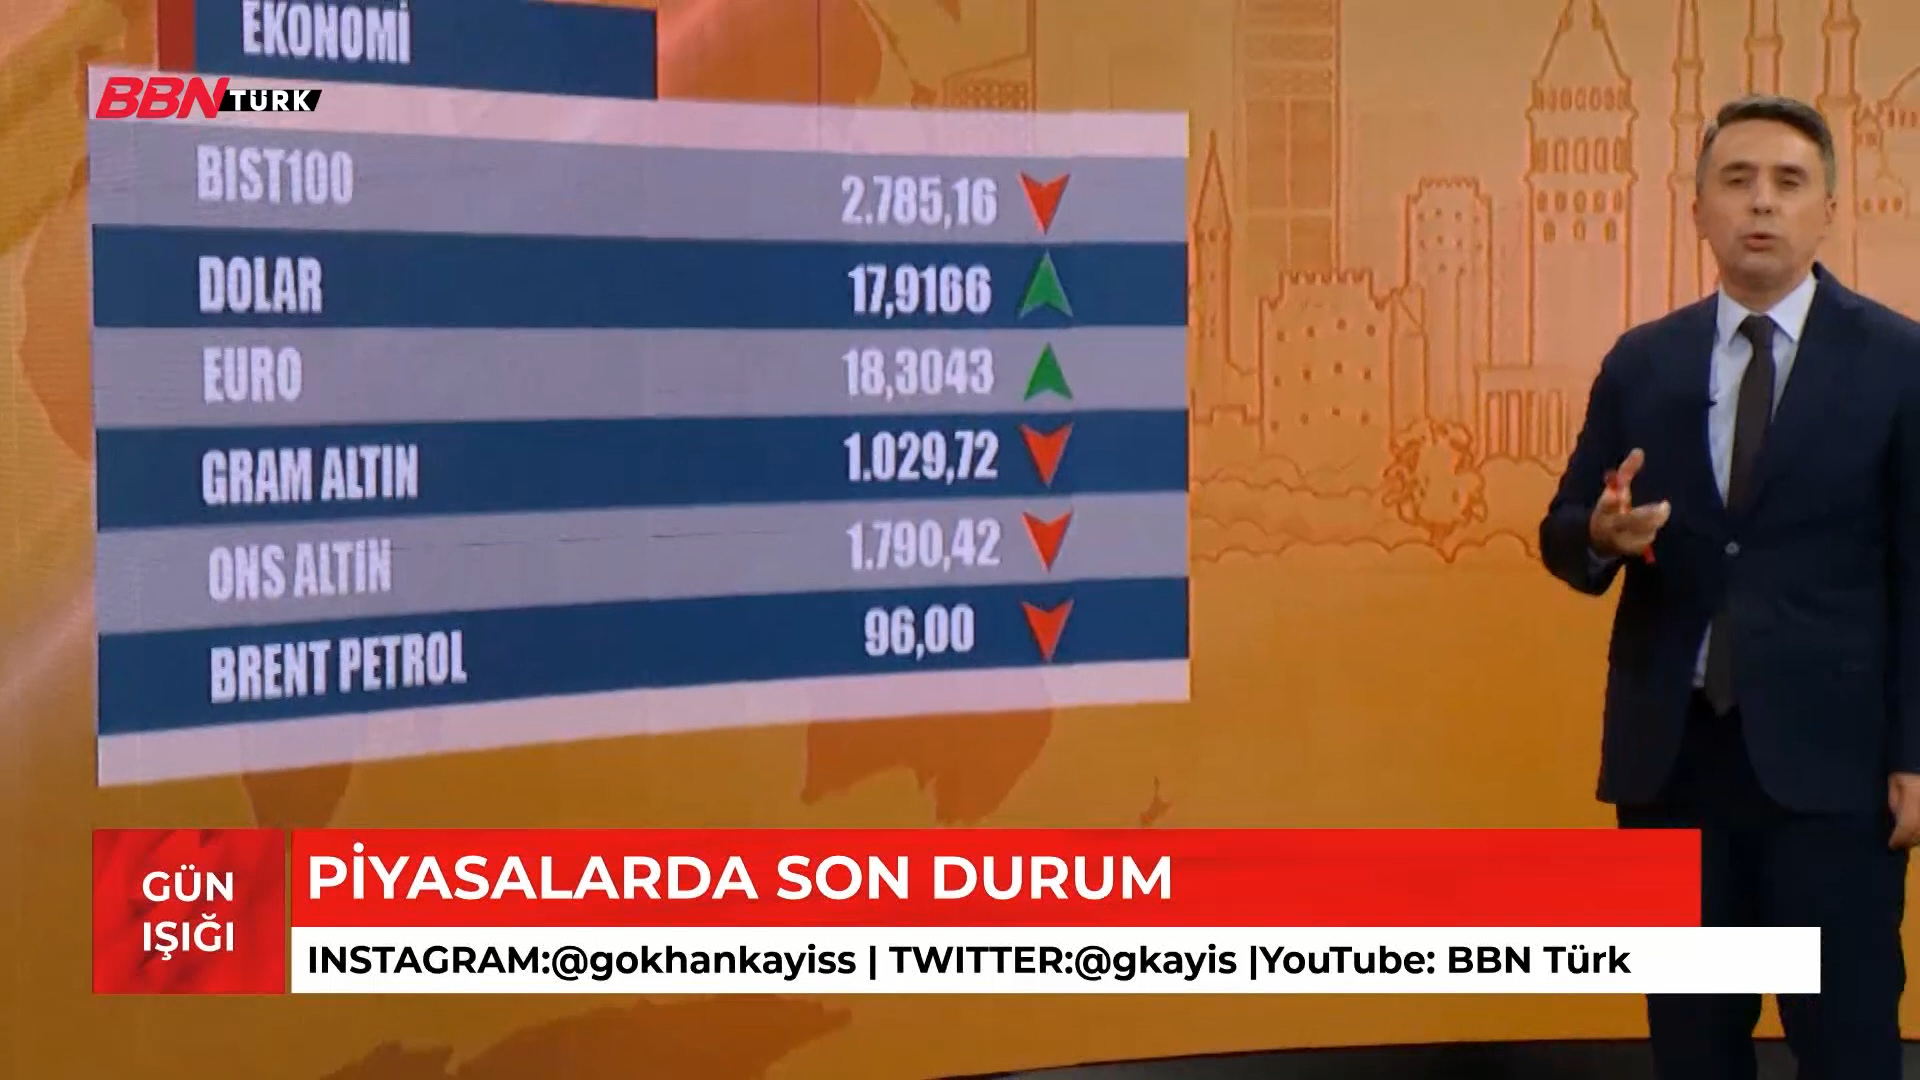 EKONOMİ
BBN TÜRK
BIST100 2.785,16
DOLAR 17,9166
EURO 18,3043
GRAM ALTIN 1.029,72
ONS ALTİN 1.790,42
BRENT PETROL 96,00
GÜN
IŞIĞI
PİYASALARDA SON DURUM
INSTAGRAM:@gokhankayiss | TWITTER:@gkayis |YouTube: BBN Türk